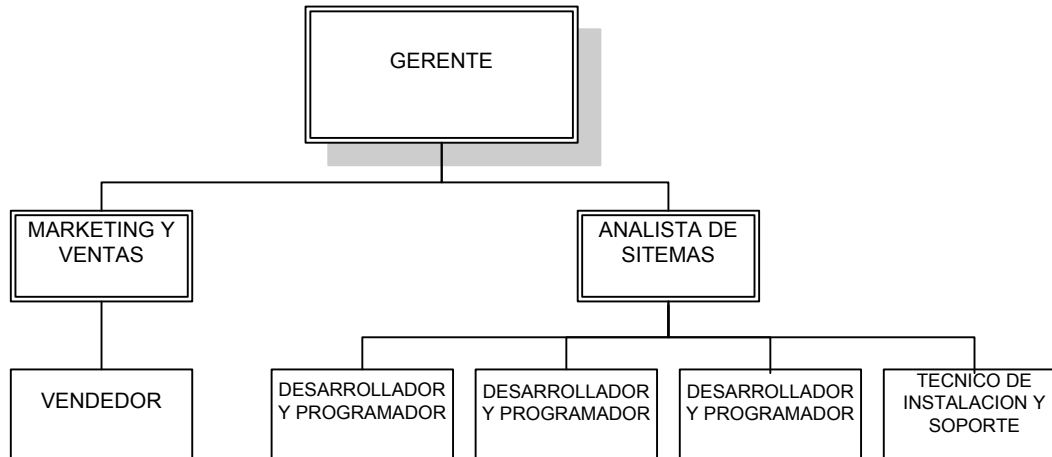 GERENTE
MARKETING Y
VENTAS
ANALISTA DE
SITEMAS
VENDEDOR
DESARROLLADOR
Y PROGRAMADOR
DESARROLLADOR
Y PROGRAMADOR
DESARROLLADOR
Y PROGRAMADOR
TECNICO DE
INSTALACION Y
SOPORTE